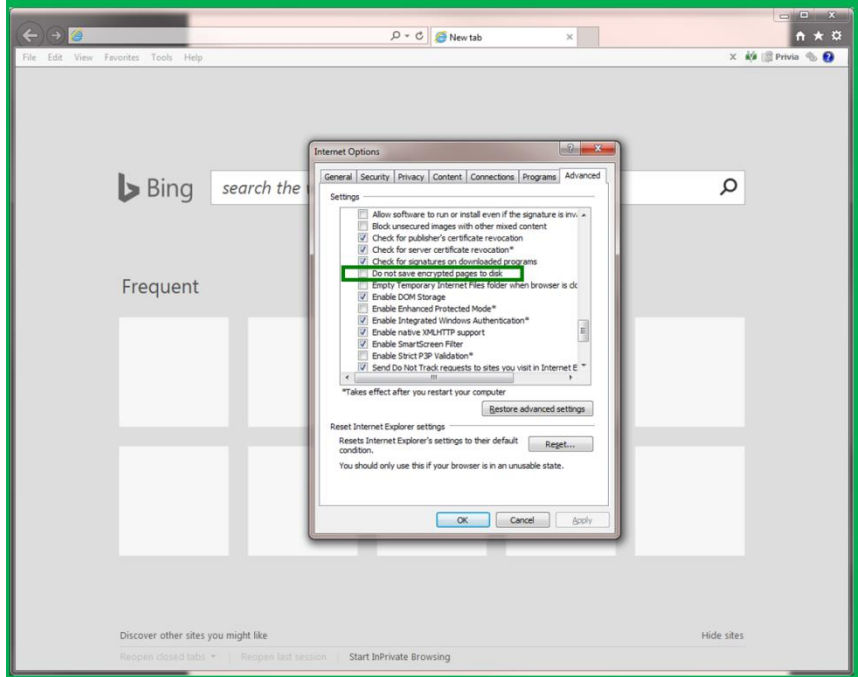 New tab
File Edit View Favorites Tools Help
Privia
Internet Options
General Security Privacy Content Connections Programs Advanced
Bing
search the
Settings
Allow software to run or install even if the signature is inv
Block unsecured images with other mixed content
Check for publisher's certificate revocation
Check for server certificate revocation*
Check for signatures on downloaded programs
Do not save encrypted pages to disk
Empty Temporary Internet Files folder when browser is clo
Enable DOM Storage
Enable Enhanced Protected Mode*
Enable Integrated Windows Authentication*
Enable native XMLHTTP support
Enable SmartScreen Filter
Enable Strict P3P Validation*
Send Do Not Track requests to sites you visit in Internet E
*Takes effect after you restart your computer
Restore advanced settings
Reset Internet Explorer settings
Resets Internet Explorer's settings to their default
condition.
Reset...
You should only use this if your browser is in an unusable state.
OK Cancel Apply
Frequent
Discover other sites you might like
Hide sites
Reopen closed tabs Reopen last session Start InPrivate Browsing